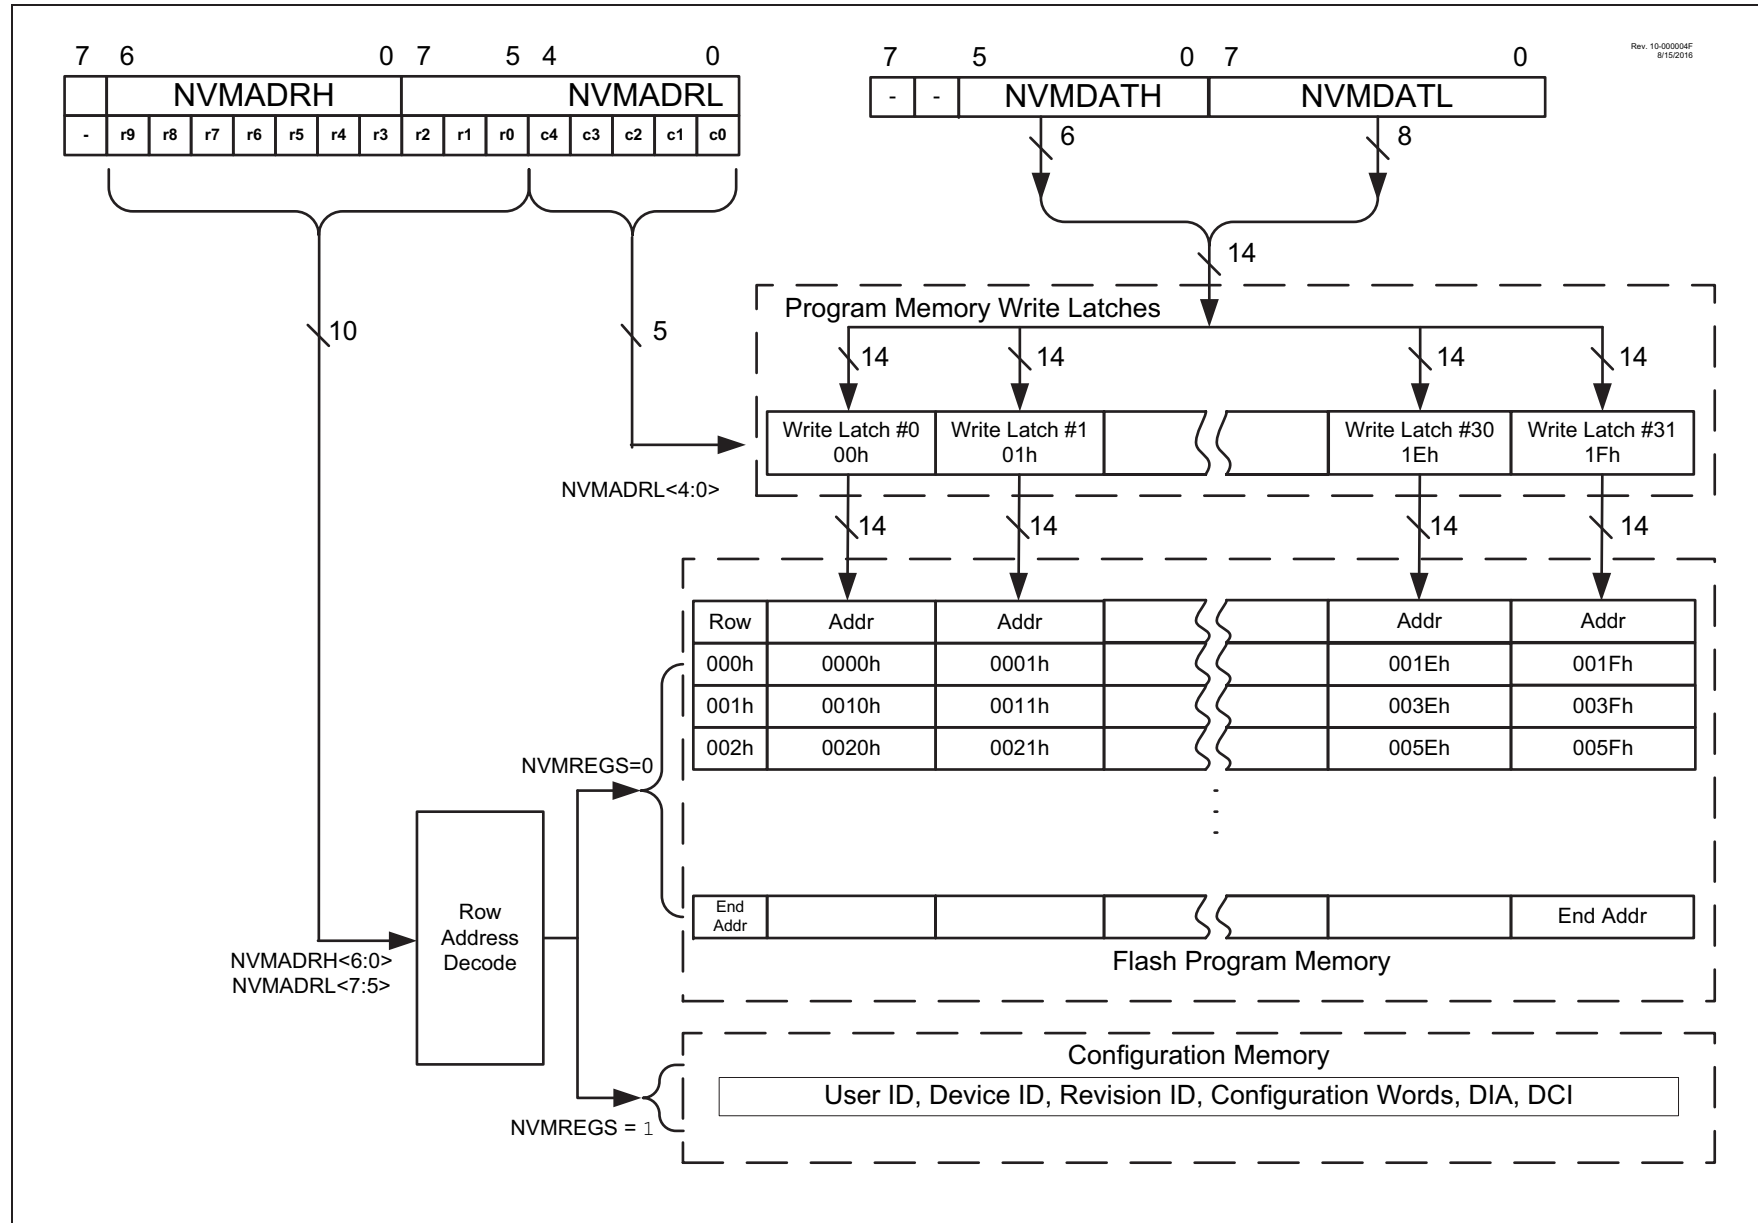 Rev. 10-000004F
8/15/2016
7 6 0 7 5 4 0
7 5 0 7 0
NVMADRH NVMADRL
- - NVMDATH NVMDATL
- r9 r8 r7 r6 r5 r4 r3 r2 r1 r0 c4 c3 c2 c1 c0
6 8
14
Program Memory Write Latches
10 5
14 14 14 14
Write Latch #0
00h
Write Latch #1
01h
Write Latch #30
1Eh
Write Latch #31
1Fh
NVMADRL<4:0>
14 14 14 14
Row Addr Addr Addr Addr
000h 0000h 0001h 001Eh 001Fh
001h 0010h 0011h 003Eh 003Fh
002h 0020h 0021h 005Eh 005Fh
NVMREGS=0
End
Addr
End Addr
Row
Address
Decode
NVMADRH<6:0>
NVMADRL<7:5>
Flash Program Memory
Configuration Memory
User ID, Device ID, Revision ID, Configuration Words, DIA, DCI
NVMREGS = 1